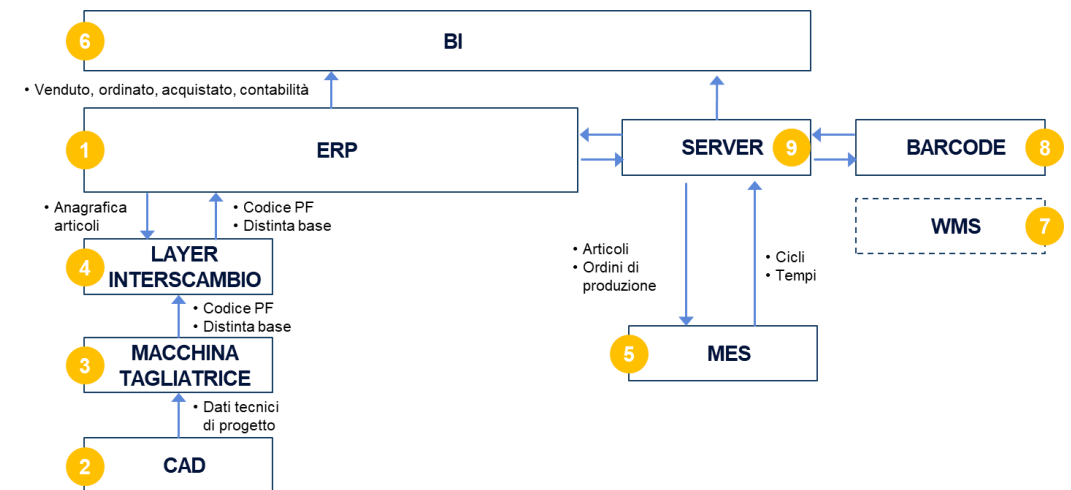 6
BI
• Venduto, ordinato, acquistato, contabilità
1
ERP
SERVER
9
BARCODE
8
• Anagrafica
articoli
• Codice PF
• Distinta base
WMS
7
4
LAYER
INTERSCAMBIO
• Articoli
• Ordini di
produzione
• Cicli
• Tempi
• Codice PF
• Distinta base
3
MACCHINA
TAGLIATRICE
5
MES
• Dati tecnici
di progetto
2
CAD